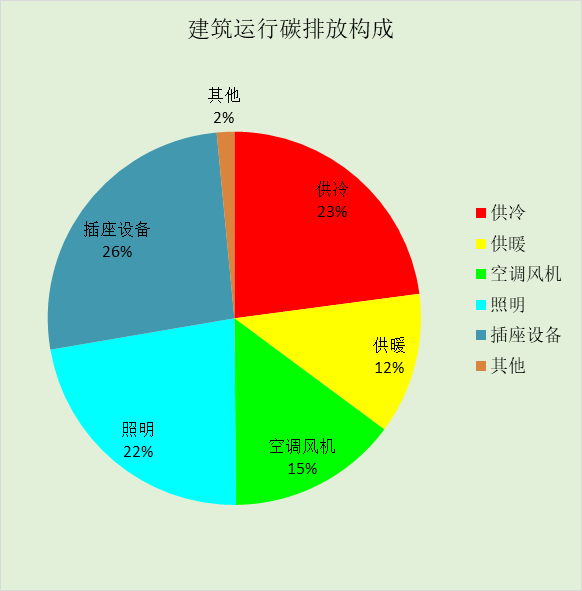 建筑运行碳排放构成
其他
2%
供冷
23%
供暖
12%
空调风机
15%
照明
22%
插座设备
26%
供冷
供暖
空调风机
照明
插座设备
其他